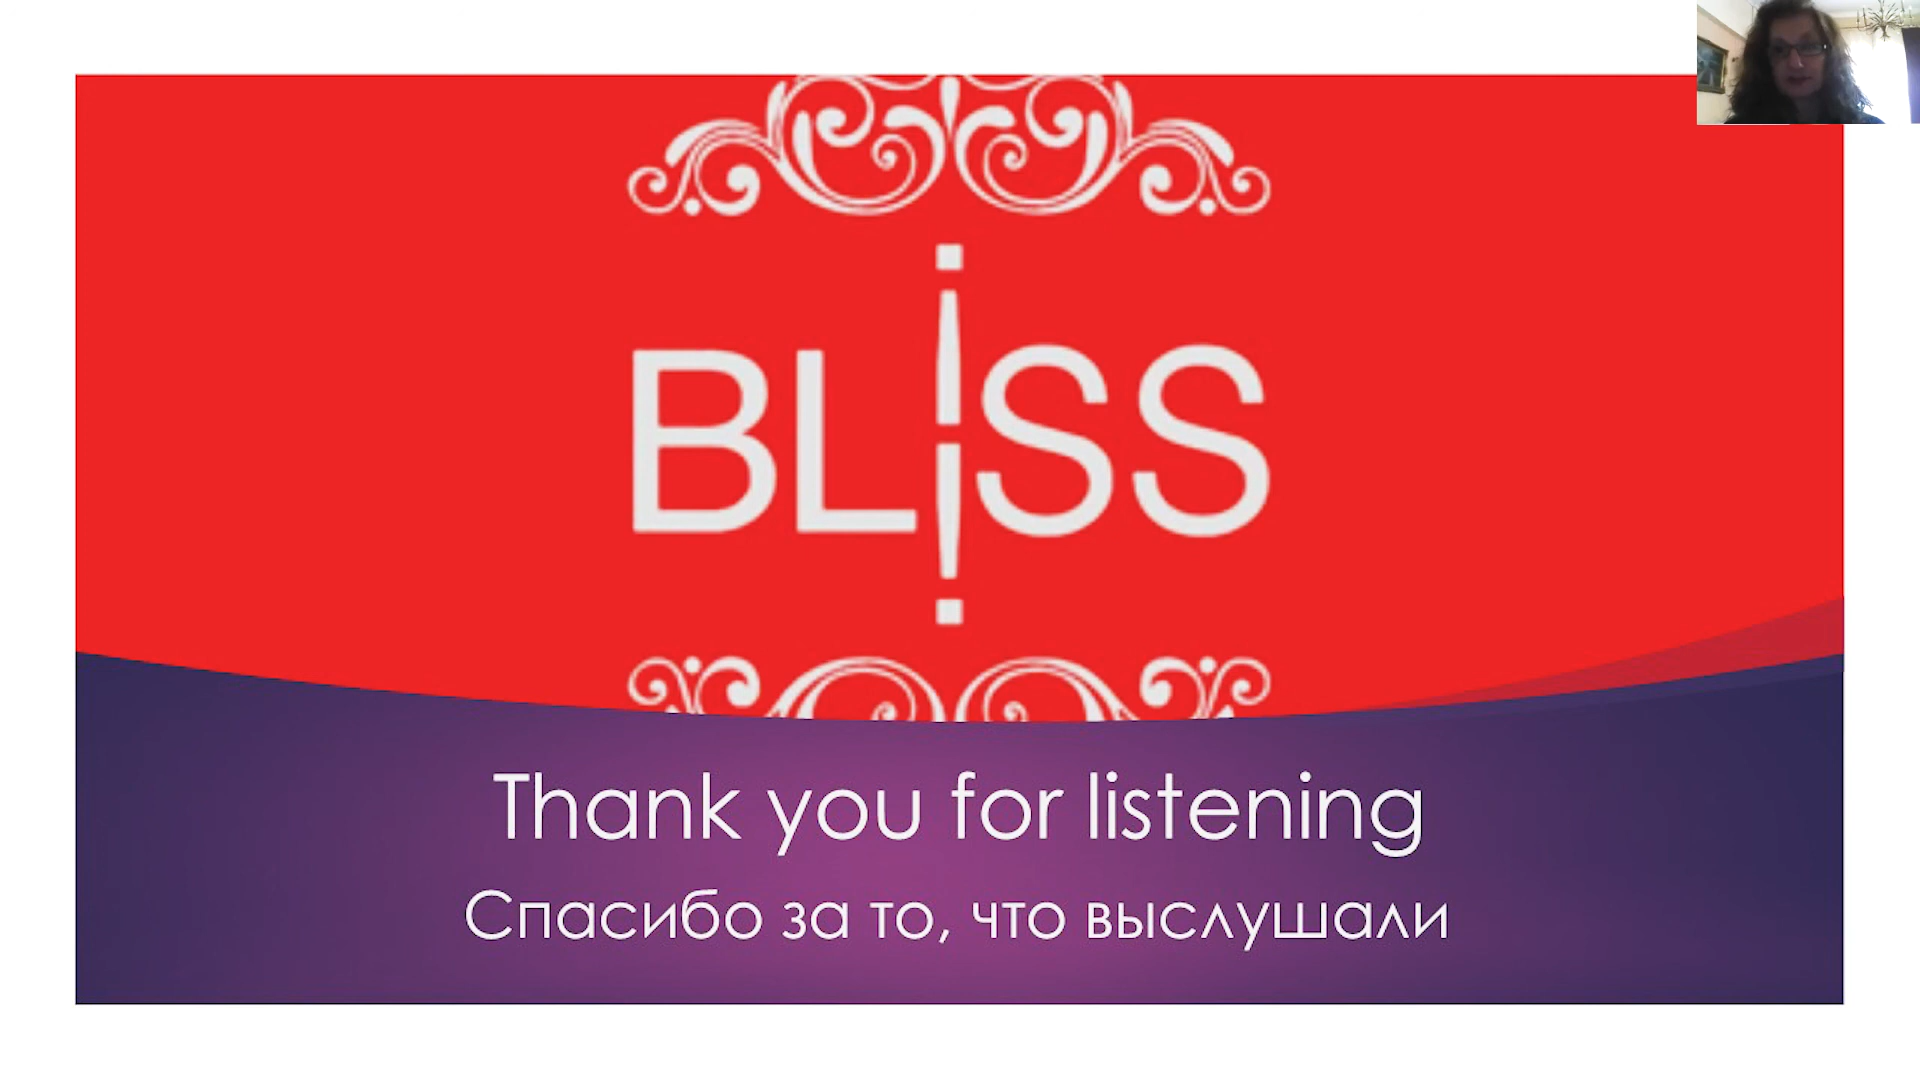 BLISS
Thank you for listening
Спасибо за то, что выслушали